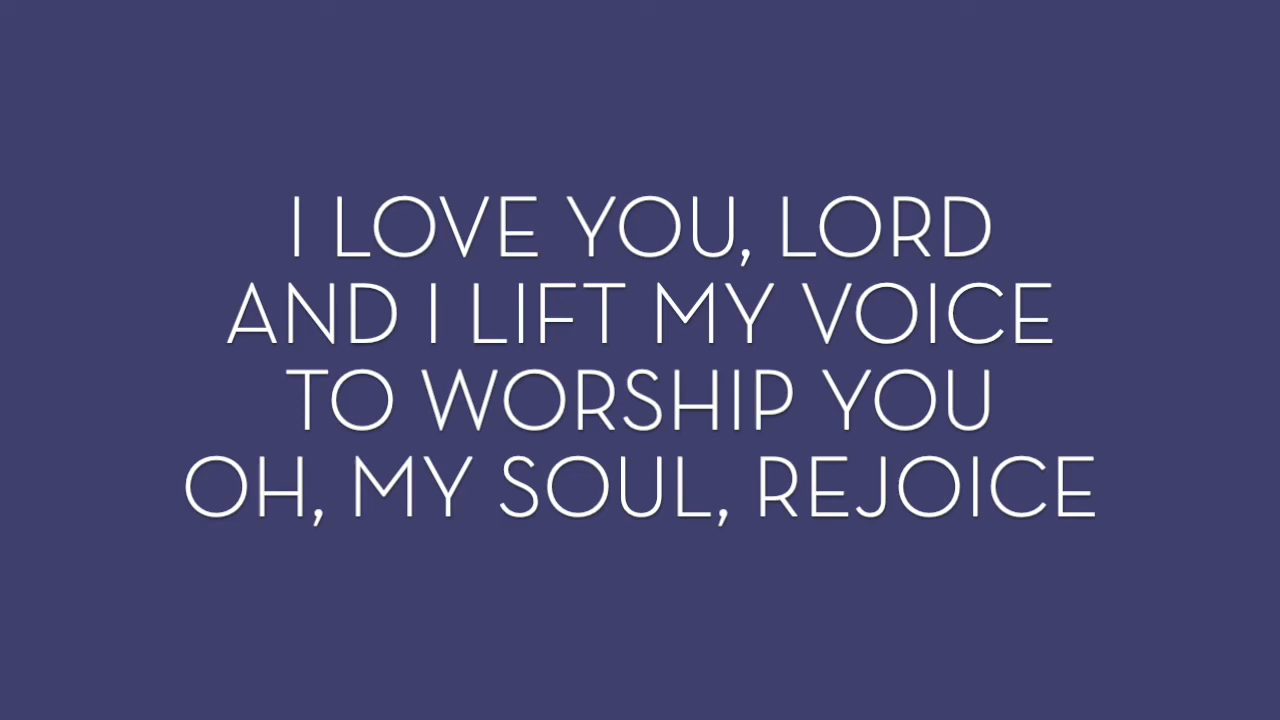 I LOVE YOU, LORD
AND I LIFT MY VOICE
TO WORSHIP YOU
OH, MY SOUL, REJOICE